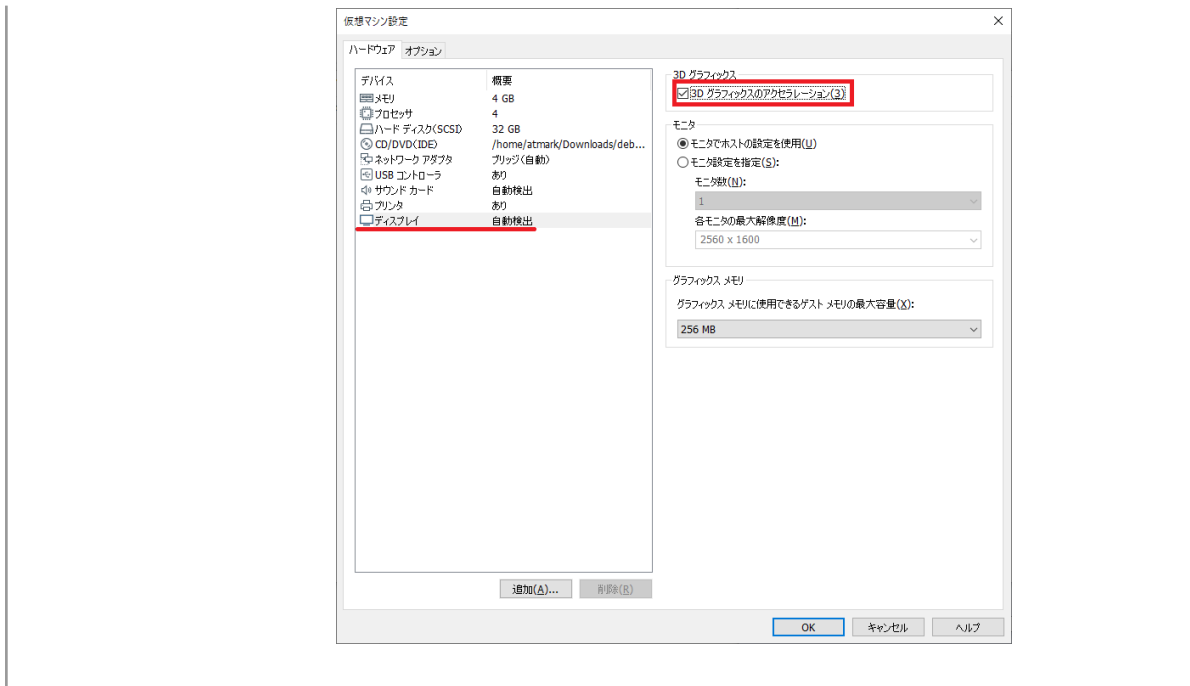 仮想マシン設定
ハードウェア オプション
デバイス 概要
メモリ 4 GB
プロセッサ 4
ハード ディスク(SCSI) 32 GB
CD/DVD(IDE) /home/atmark/Downloads/deb...
ネットワーク アダプタ ブリッジ(自動)
USB コントローラ あり
サウンド カード 自動検出
プリンタ あり
ディスプレイ 自動検出
追加(A)... 削除(R)
3D グラフィックス
3D グラフィックスのアクセラレーション(3)
モニタ
モニタでホストの設定を使用(U)
モニタ設定を指定(S):
モニタ数(N):
1
各モニタの最大解像度(M):
2560 x 1600
グラフィックス メモリ
グラフィックス メモリに使用できるゲスト メモリの最大容量(X):
256 MB
OK キャンセル ヘルプ